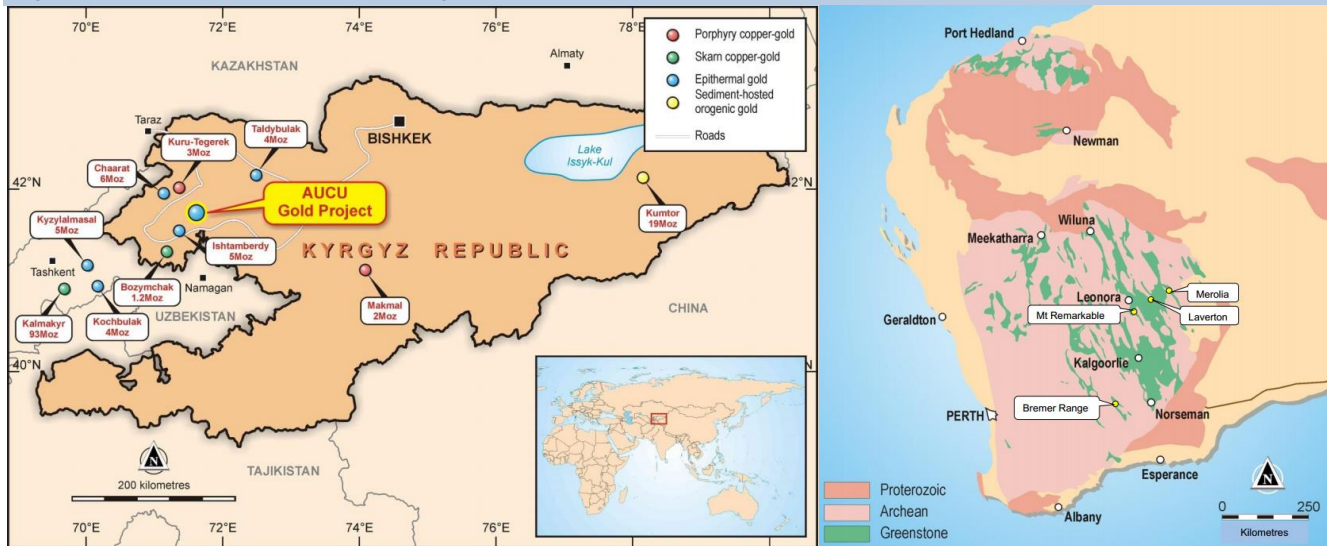 70°E
72°E
74°E
76°E
78°E
KAZAKHSTAN
Almaty
Porphyry copper-gold
Skarn copper-gold
Epithermal gold
Sediment-hosted
orogenic gold
Roads
Taraz
Taldybulak
4Moz
BISHKEK
Kuru-Tegerek
3Moz
Chaarat
6Moz
Lake
Issyk-Kul
42°N
42°N
AUCU
Gold Project
Kumtor
19Moz
Kyzylalmasal
5Moz
Ishtamberdy
5Moz
KYRGYZ REPUBLIC
Tashkent
Bozymchak
1.2Moz
Namagan
Makmal
2Moz
CHINA
UZBEKISTAN
Kalmakyr
93Moz
Kochbulak
4Moz
40°N
40°N
TAJIKISTAN
N
200 kilometres
70°E
72°E
74°E
76°E
Port Hedland
Newman
Wiluna
Meekatharra
Merolia
Leonora
Laverton
Mt Remarkable
Geraldton
Kalgoorlie
Bremer Range
PERTH
Norseman
Esperance
N
Proterozoic
Archean
Greenstone
Albany
0
250
Kilometres